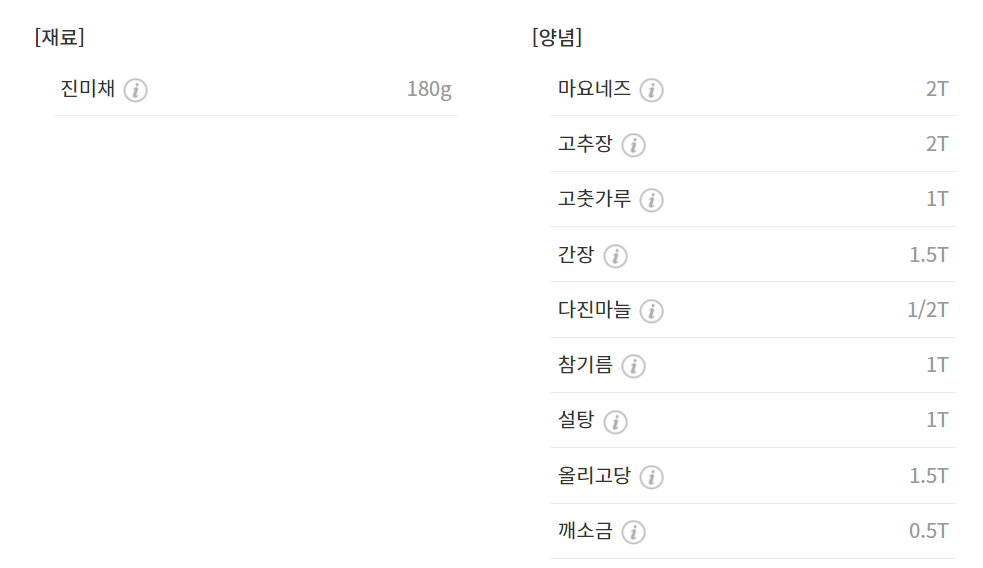 [재료]
진미채 180g
[양념]
마요네즈 2T
고추장 2T
고춧가루 1T
간장 1.5T
다진마늘 1/2T
참기름 1T
설탕 1T
올리고당 1.5T
깨소금 0.5T